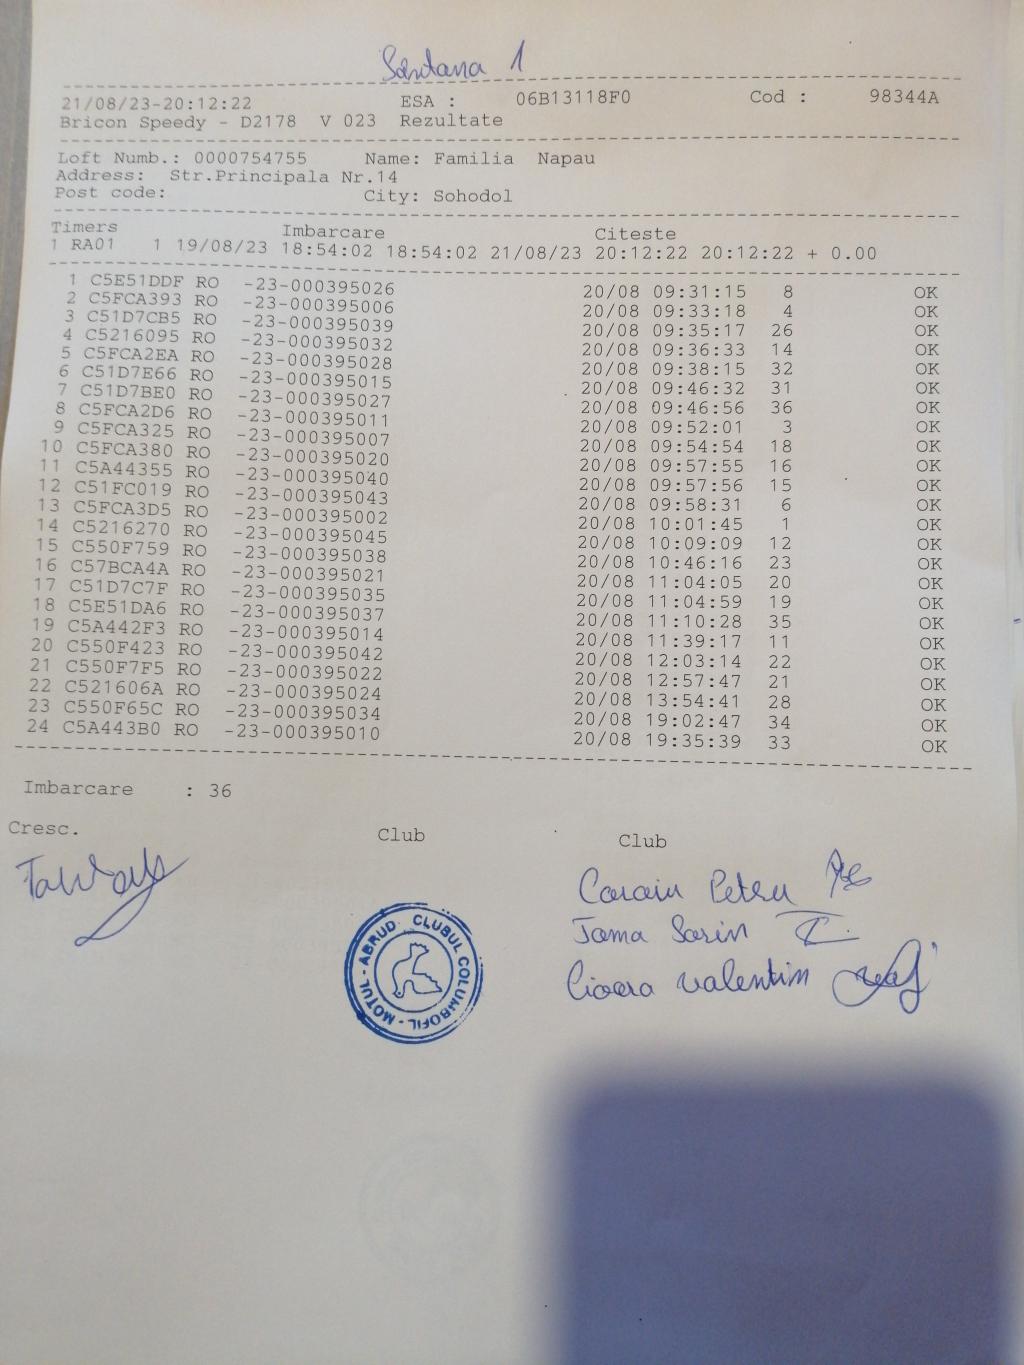 Santana 1
21/08/23-20:12:22 ESA : 06B13118F0 Cod : 98344A
Bricon Speedy - D2178 V 023 Rezultate
Loft Numb.: 0000754755 Name: Familia Napau
Address: Str.Principala Nr.14
Post code: City: Sohodol
Timers Imbarcare Citeste
1 RA01 1 19/08/23 18:54:02 18:54:02 21/08/23 20:12:22 20:12:22 + 0.00
1 C5E51DDF RO -23-000395026 20/08 09:31:15 8 OK
2 C5FCA393 RO -23-000395006 20/08 09:33:18 4 OK
3 C51D7CB5 RO -23-000395039 20/08 09:35:17 26 OK
4 C5216095 RO -23-000395032 20/08 09:36:33 14 OK
5 C5FCA2EA RO -23-000395028 20/08 09:38:15 32 OK
6 C51D7E66 RO -23-000395015 20/08 09:46:32 31 OK
7 C51D7BE0 RO -23-000395027 20/08 09:46:56 36 OK
8 C5FCA2D6 RO -23-000395011 20/08 09:52:01 3 OK
9 C5FCA325 RO -23-000395007 20/08 09:54:54 18 OK
10 C5FCA380 RO -23-000395020 20/08 09:57:55 16 OK
11 C5A44355 RO -23-000395040 20/08 09:57:56 15 OK
12 C51FC019 RO -23-000395043 20/08 09:58:31 6 OK
13 C5FCA3D5 RO -23-000395002 20/08 10:01:45 1 OK
14 C5216270 RO -23-000395045 20/08 10:09:09 12 OK
15 C550F759 RO -23-000395038 20/08 10:46:16 23 OK
16 C57BCA4A RO -23-000395021 20/08 11:04:05 20 OK
17 C51D7C7F RO -23-000395035 20/08 11:04:59 19 OK
18 C5E51DA6 RO -23-000395037 20/08 11:10:28 35 OK
19 C5A442F3 RO -23-000395014 20/08 11:39:17 11 OK
20 C550F423 RO -23-000395042 20/08 12:03:14 22 OK
21 C550F7F5 RO -23-000395022 20/08 12:57:47 21 OK
22 C521606A RO -23-000395024 20/08 13:54:41 28 OK
23 C550F65C RO -23-000395034 20/08 19:02:47 34 OK
24 C5A443B0 RO -23-000395010 20/08 19:35:39 33 OK
Imbarcare : 36
Cresc. Club Club
Petru
Toma Sorin
Cioara Valentin
CLUBUL COLUMBOFIL - MOTUL - ABRUD